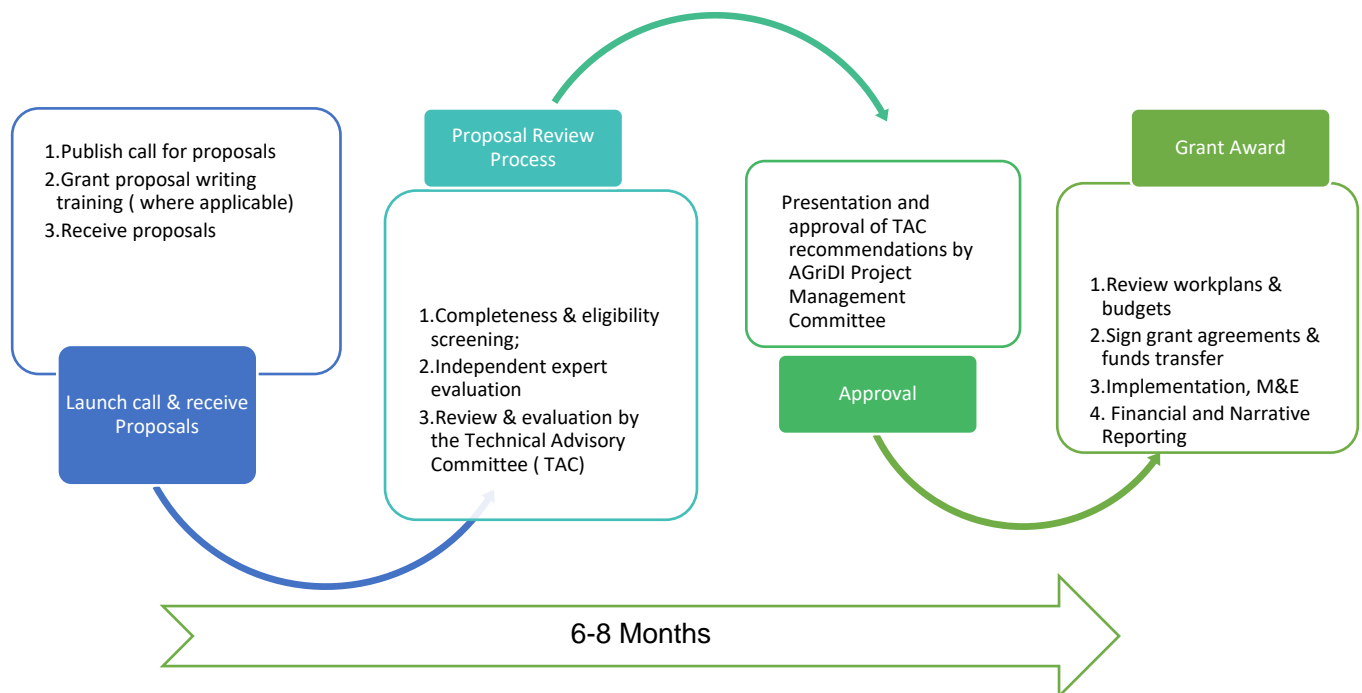 1.Publish call for proposals
2.Grant proposal writing
training ( where applicable)
3.Receive proposals
Launch call & receive
Proposals
Proposal Review
Process
1.Completeness & eligibility
screening;
2.Independent expert
evaluation
3.Review & evaluation by
the Technical Advisory
Committee ( TAC)
Presentation and
approval of TAC
recommendations by
AGriDI Project
Management
Committee
Approval
Grant Award
1.Review workplans &
budgets
2.Sign grant agreements &
funds transfer
3.Implementation, M&E
4. Financial and Narrative
Reporting
6-8 Months